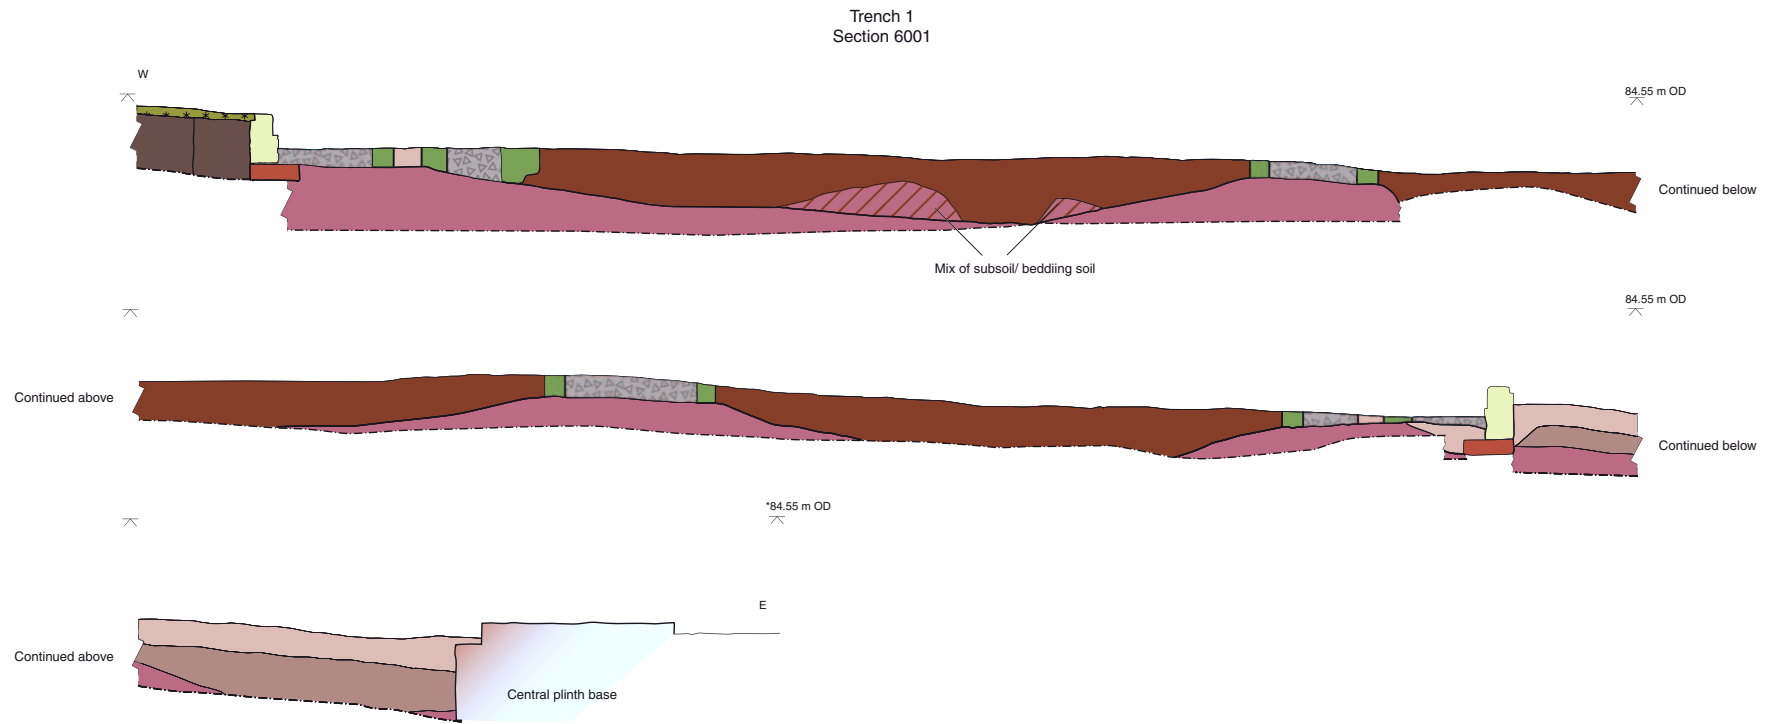 Trench 1
Section 6001
W
84.55 m OD
Continued below
Mix of subsoil/ beddiing soil
84.55 m OD
Continued above
Continued below
*84.55 m OD
E
Continued above
Central plinth base